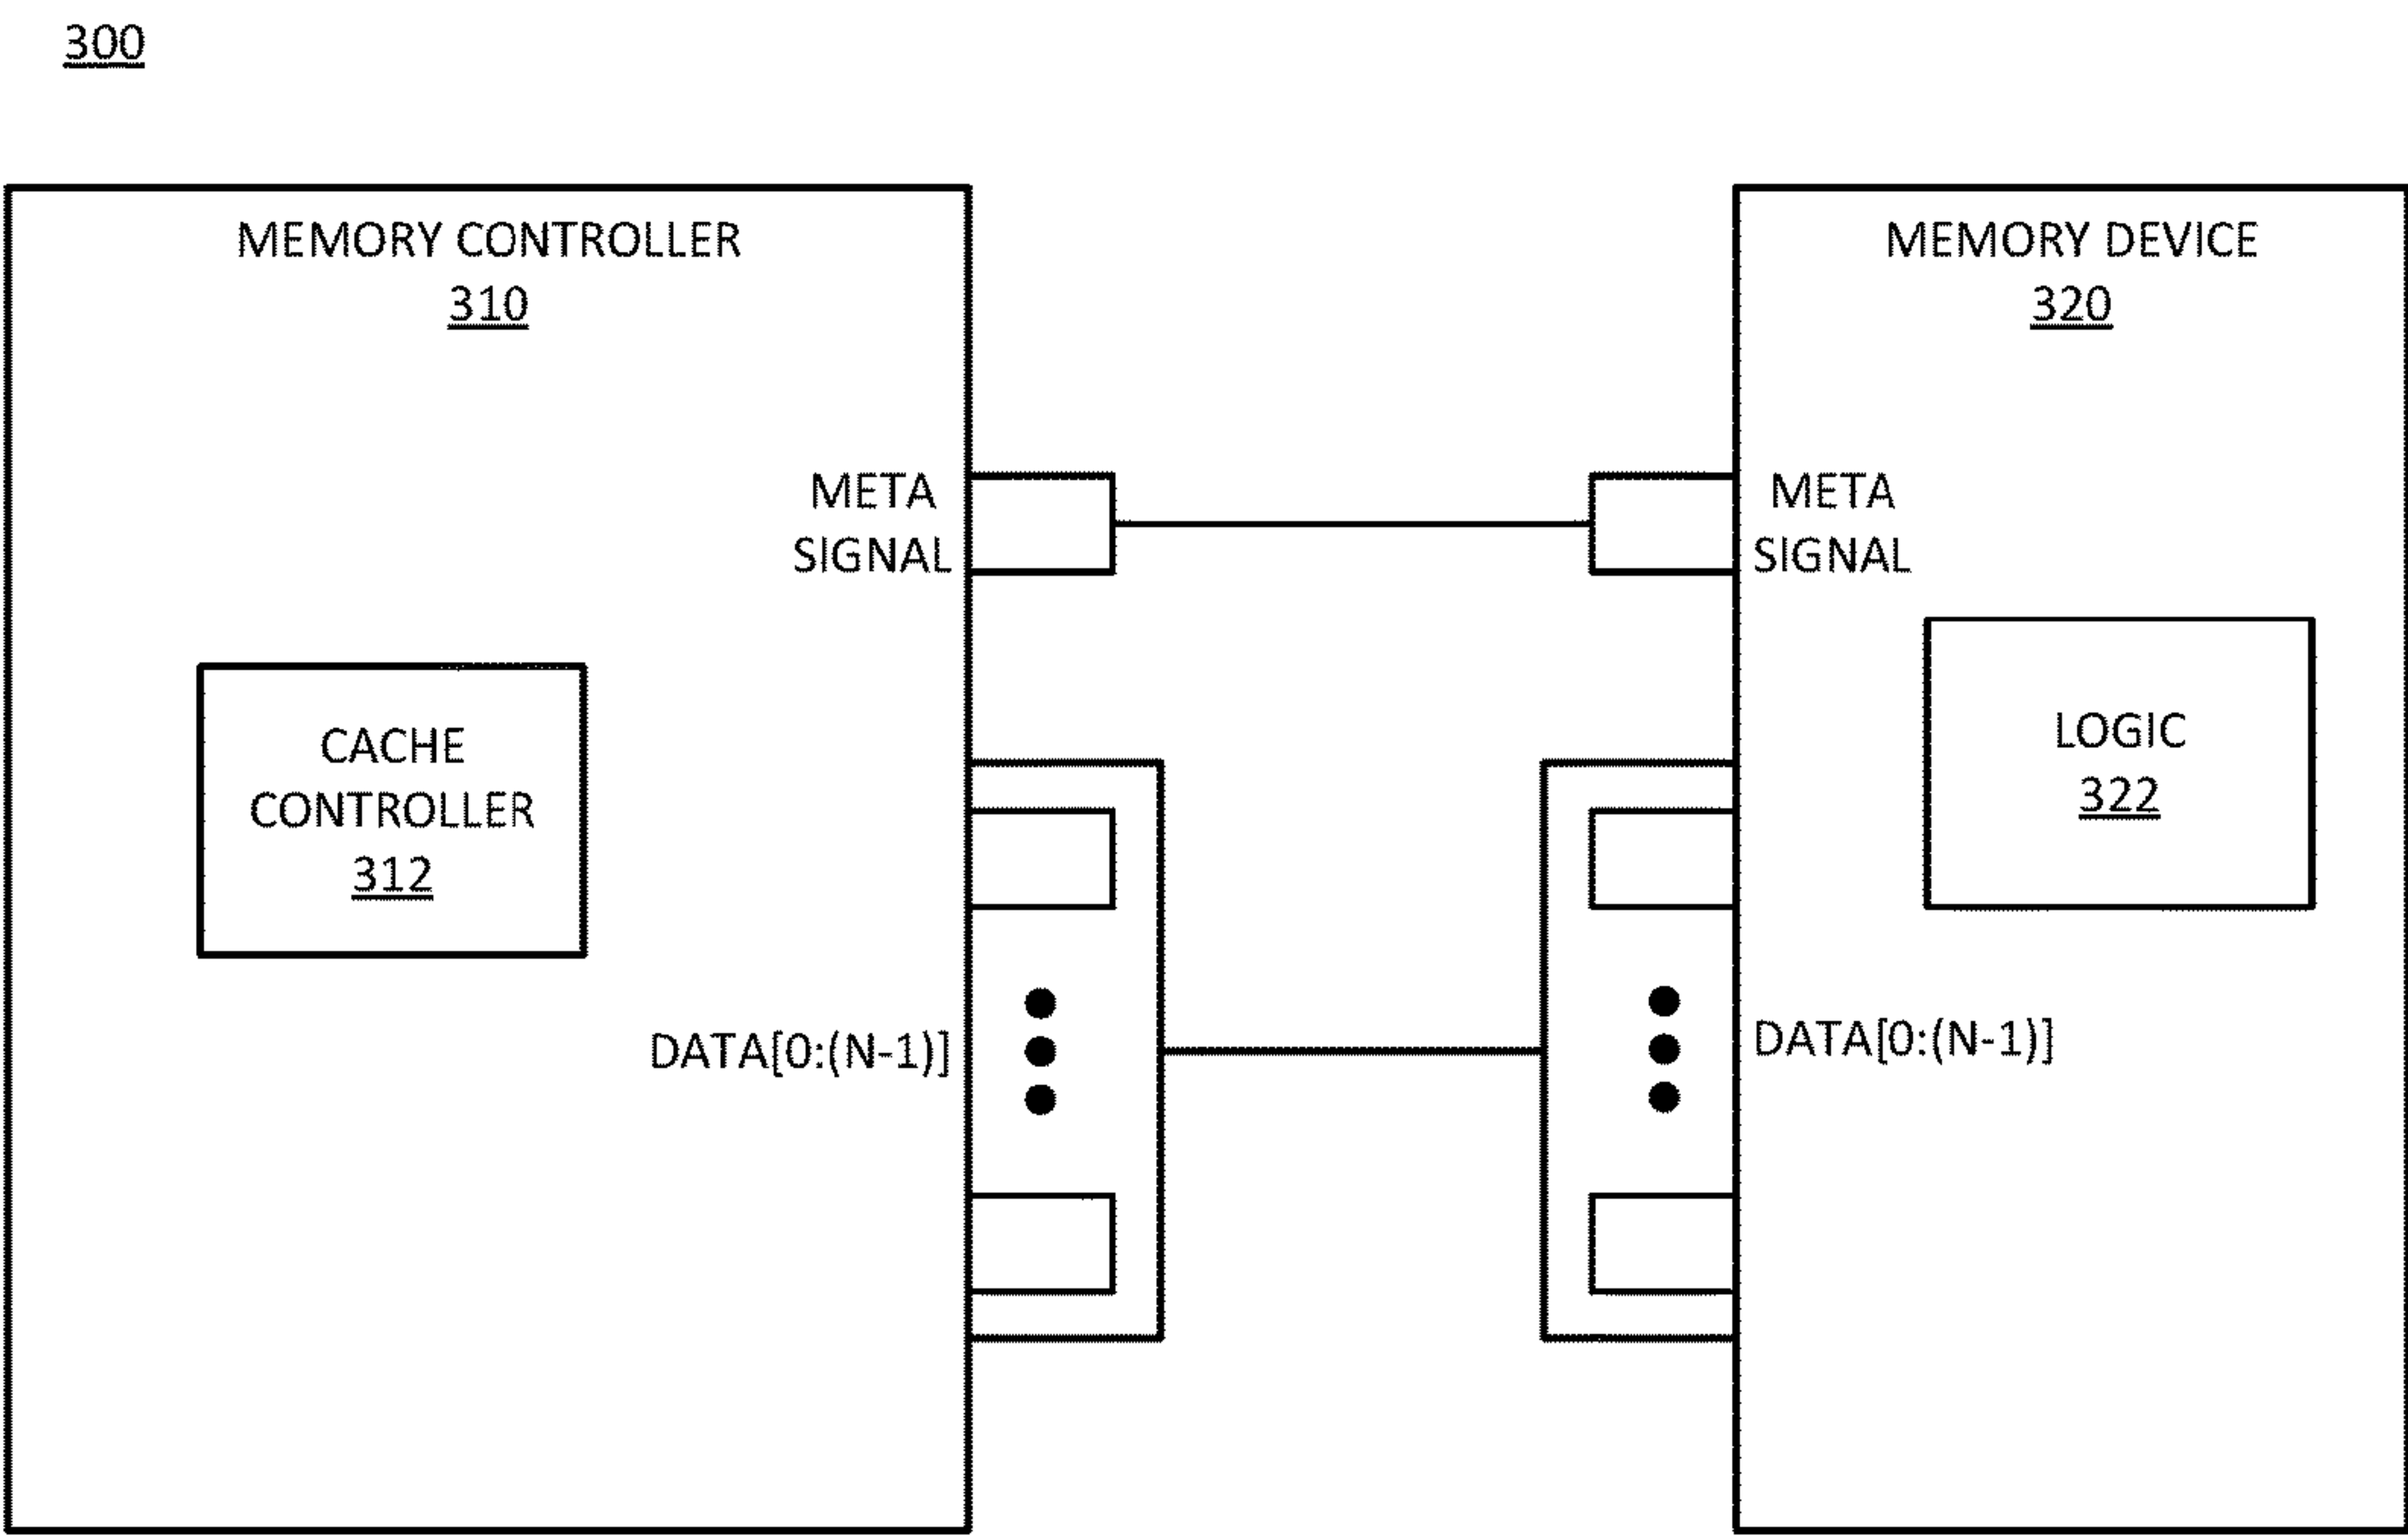 300
MEMORY CONTROLLER
310
MEMORY DEVICE
320
META
SIGNAL
META
SIGNAL
CACHE
CONTROLLER
312
LOGIC
322
DATA[0:(N-1)]
DATA[0:(N-1)]